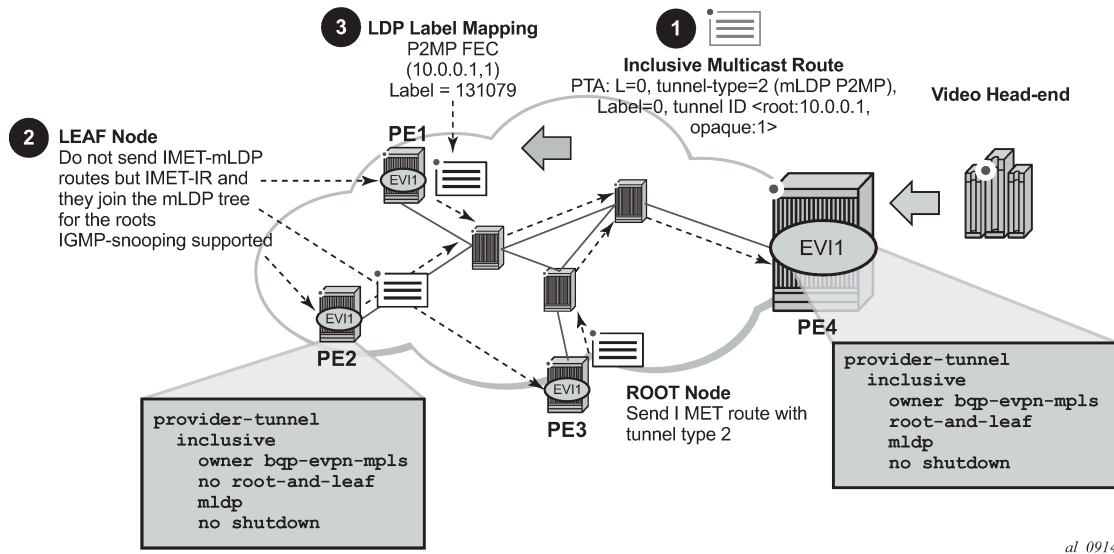 3
LDP Label Mapping
P2MP FEC
(10.0.0.1,1)
Label = 131079
1
Inclusive Multicast Route
PTA: L=0, tunnel-type=2 (mLDP P2MP),
Label=0, tunnel ID <root:10.0.0.1,
opaque:1>
Video Head-end
2
LEAF Node
Do not send IMET-mLDP
routes but IMET-IR and
they join the mLDP tree
for the roots
IGMP-snooping supported
PE1
EVI1
EVI1
PE4
EVI1
PE2
EVI1
PE3
ROOT Node
Send I MET route with
tunnel type 2
provider-tunnel
inclusive
owner bqp-evpn-mpls
no root-and-leaf
mldp
no shutdown
provider-tunnel
inclusive
owner bqp-evpn-mpls
root-and-leaf
mldp
no shutdown
al_0914